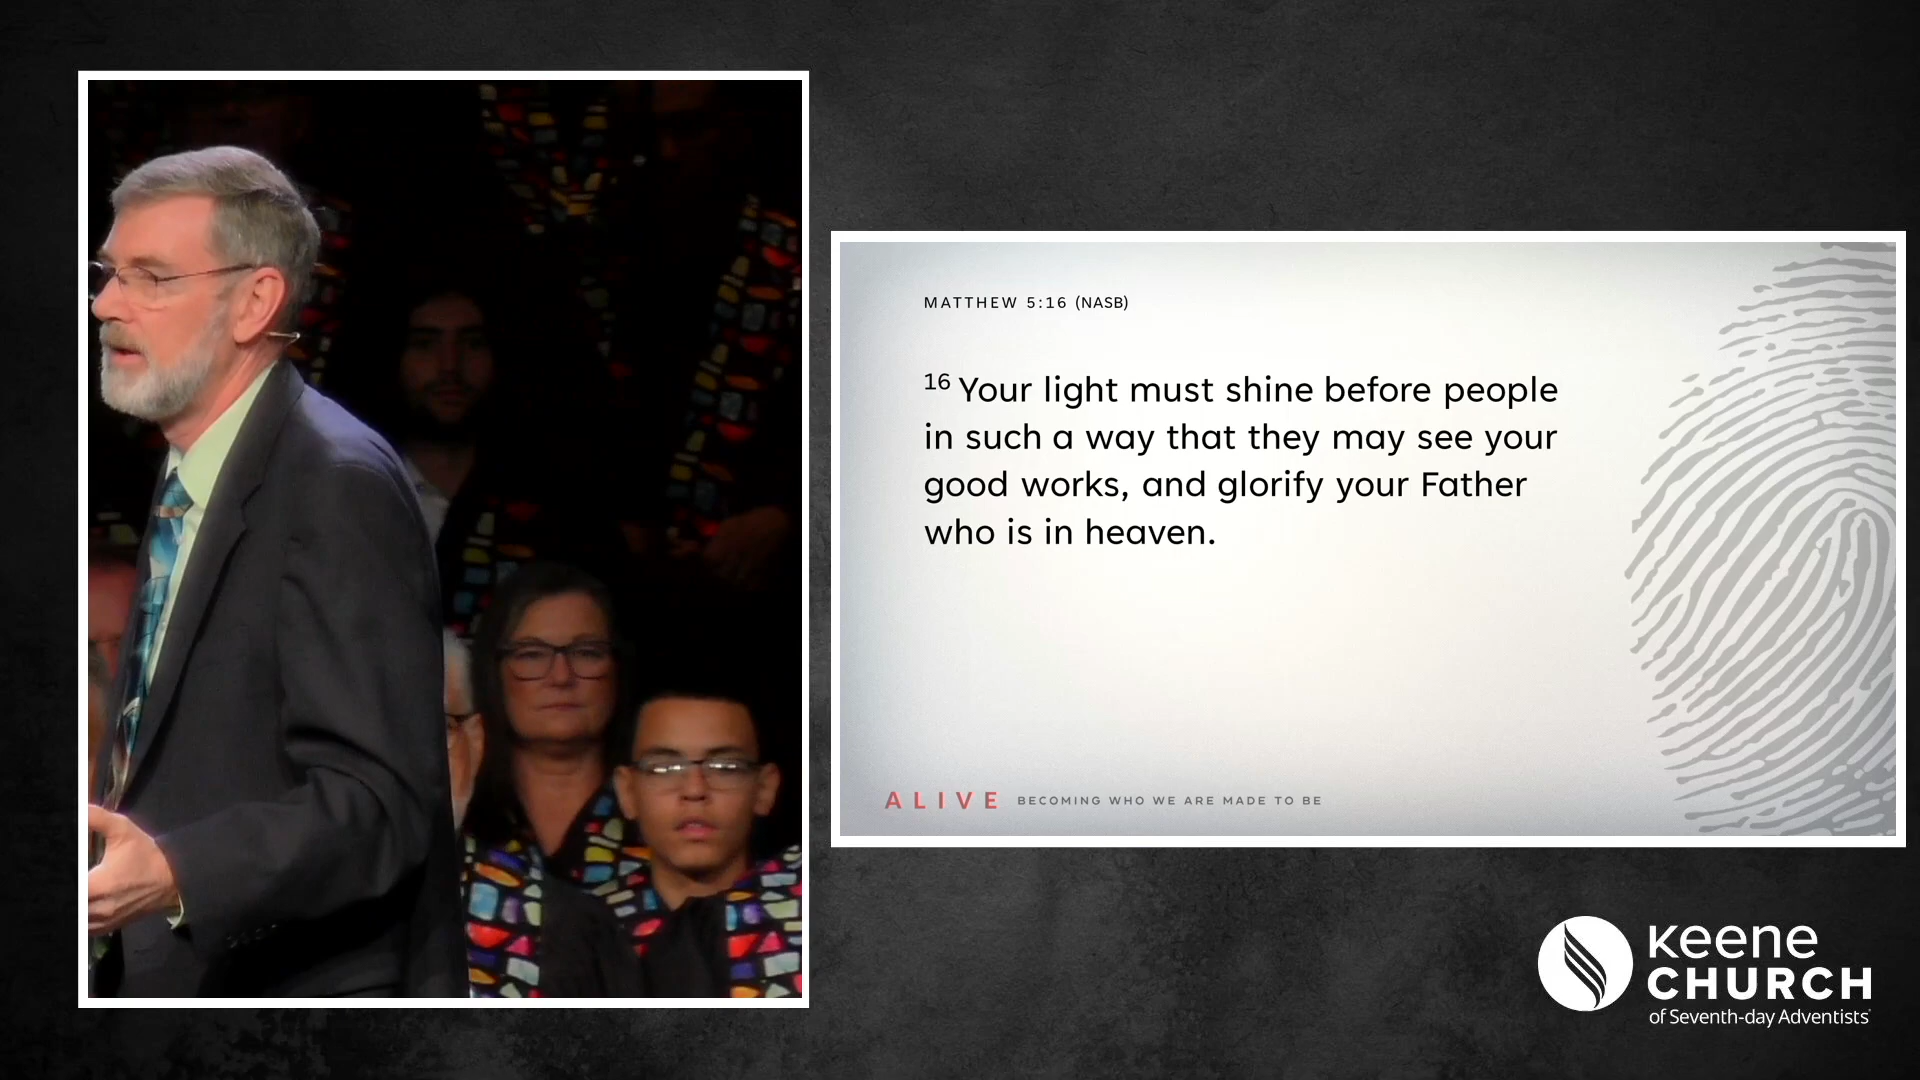 MATTHEW 5:16 (NASB)
16 Your light must shine before people
in such a way that they may see your
good works, and glorify your Father
who is in heaven.
ALIVE BECOMING WHO WE ARE MADE TO BE
Keene
CHURCH
of Seventh-day Adventists